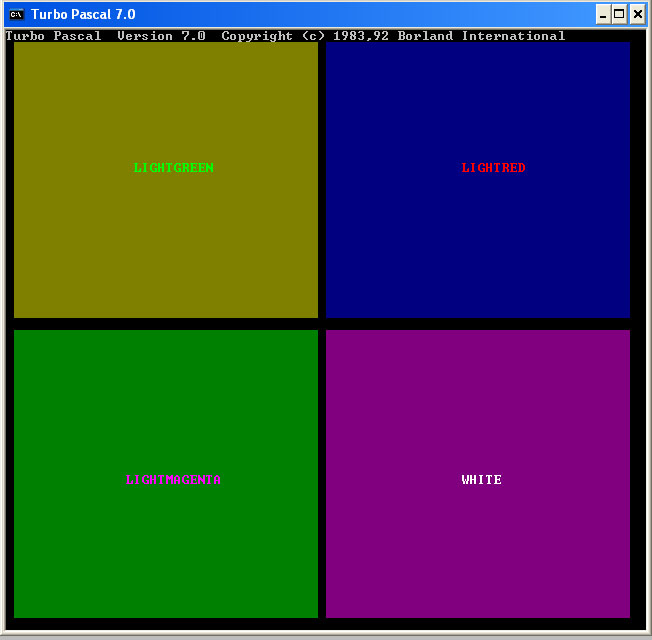 Turbo Pascal 7.0
Turbo Pascal  Version 7.0  Copyright (c) 1983,92 Borland International
LIGHTGREEN
LIGHTRED
LIGHTMAGENTA
WHITE